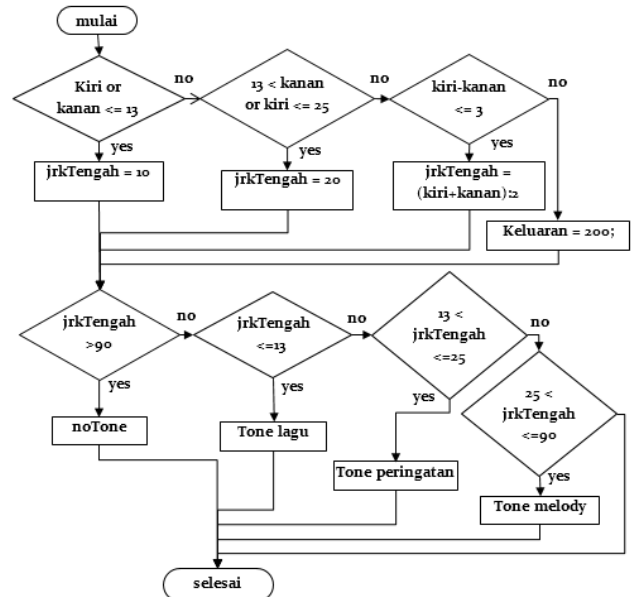 mulai
Kiri or
kanan <= 13
no
13 < kanan
or kiri <= 25
no
kiri-kanan
<= 3
no
yes
yes
yes
jrkTengah = 10
jrkTengah = 20
jrkTengah =
(kiri+kanan):2
Keluaran = 200;
jrkTengah
>90
no
jrkTengah
<=13
no
13 <
jrkTengah
<=25
no
yes
yes
yes
25 <
jrkTengah
<=90
noTone
Tone lagu
Tone peringatan
yes
Tone melody
selesai